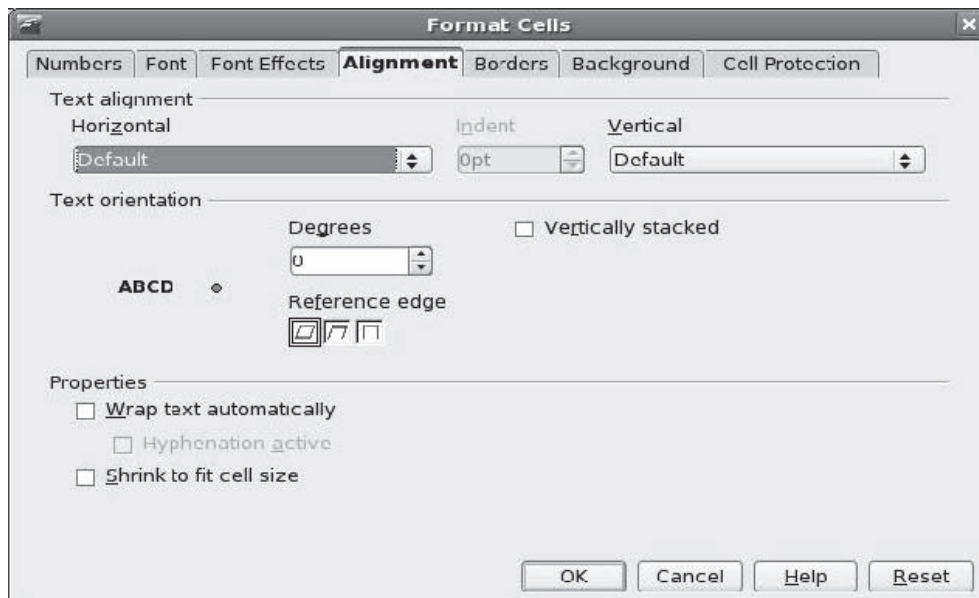 Format Cells
Numbers Font Font Effects Alignment Borders Background Cell Protection
Text alignment
Horizontal Indent Vertical
Default 0pt Default
Text orientation
Degrees Vertically stacked
0
ABCD
Reference edge
Properties
Wrap text automatically
Hyphenation active
Shrink to fit cell size
OK Cancel Help Reset